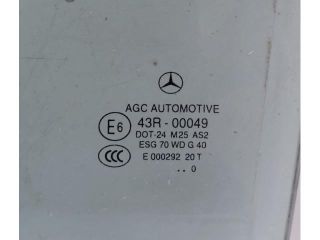 AGC AUTOMOTIVE
E6 43R - 00049
DOT-24 M25 AS2
CCC ESG 70 WD G 40
E 000292 20 T
.. 0